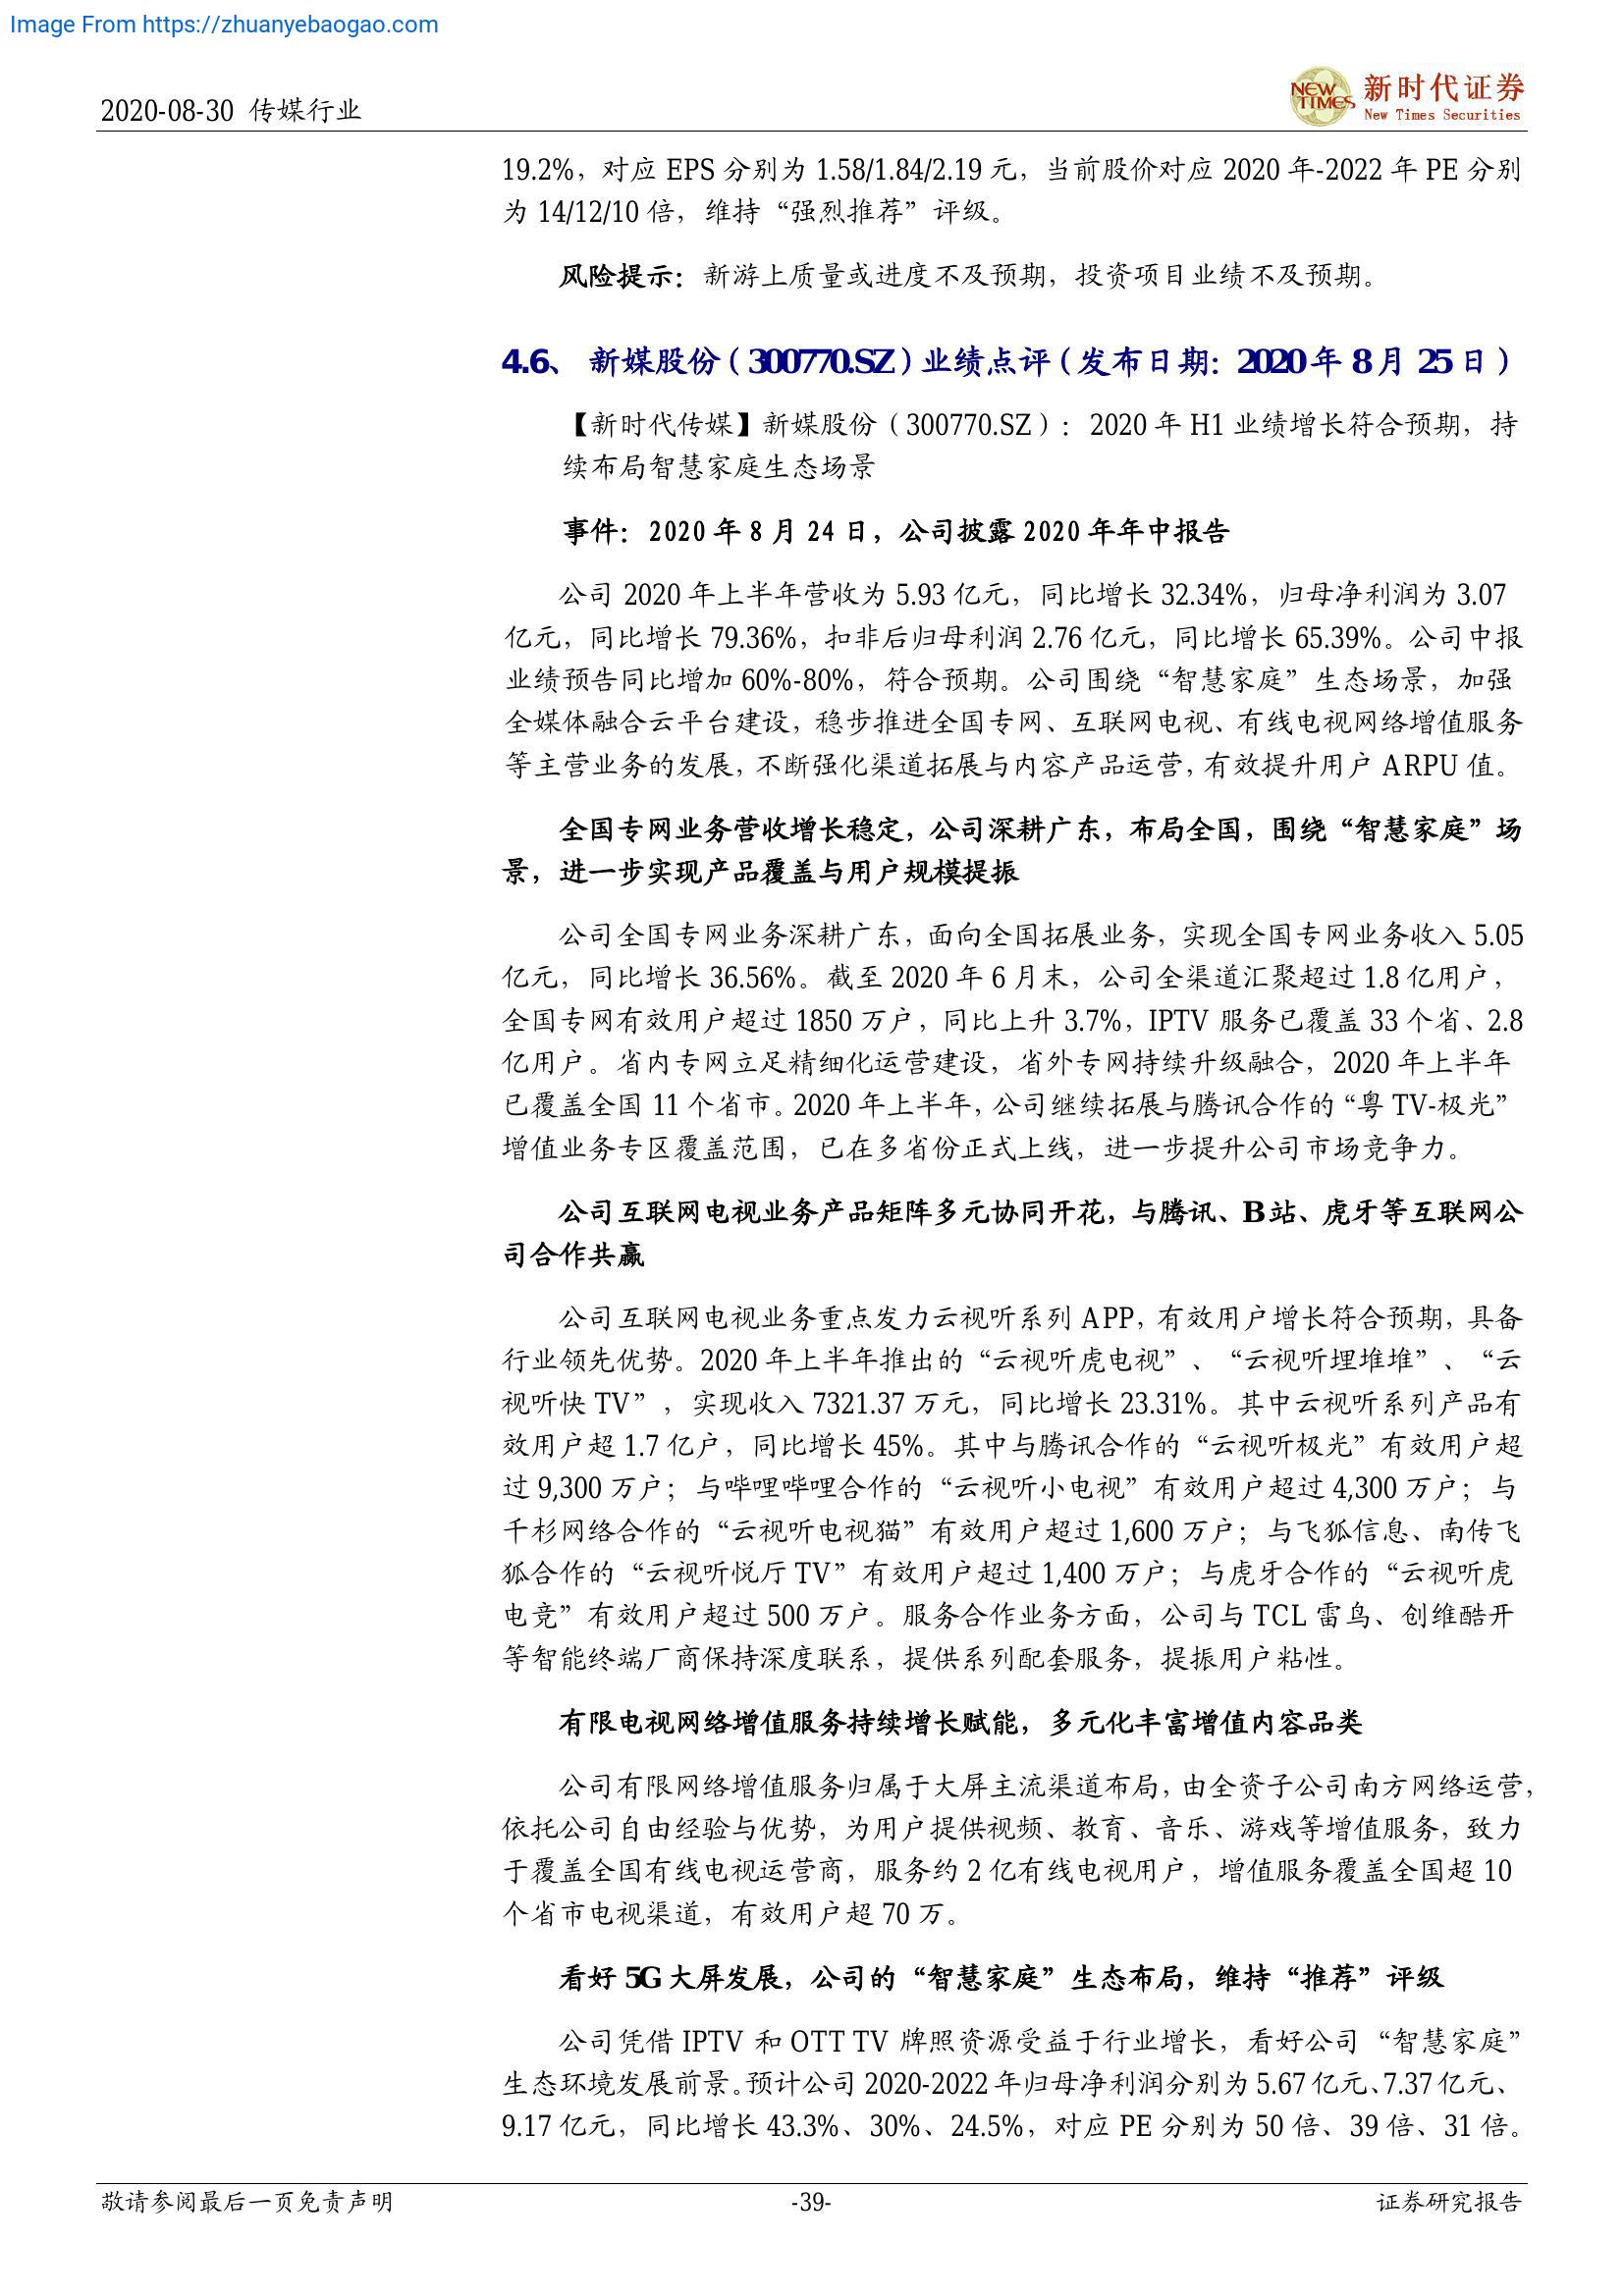 Image From https://zhuanyebaogao.com
2020-08-30 传媒行业
NEW TIMES
新时代证券
New Times Securities
19.2%，对应 EPS 分别为 1.58/1.84/2.19 元，当前股价对应 2020 年-2022 年 PE 分别
为 14/12/10 倍，维持“强烈推荐”评级。
风险提示：新游上质量或进度不及预期，投资项目业绩不及预期。
4.6、 新媒股份（300770.SZ）业绩点评（发布日期：2020 年 8 月 25 日）
【新时代传媒】新媒股份（300770.SZ）：2020 年 H1 业绩增长符合预期，持
续布局智慧家庭生态场景
事件：2020 年 8 月 24 日，公司披露 2020 年年中报告
公司 2020 年上半年营收为 5.93 亿元，同比增长 32.34%，归母净利润为 3.07
亿元，同比增长 79.36%，扣非后归母利润 2.76 亿元，同比增长 65.39%。公司中报
业绩预告同比增加 60%-80%，符合预期。公司围绕“智慧家庭”生态场景，加强
全媒体融合云平台建设，稳步推进全国专网、互联网电视、有线电视网络增值服务
等主营业务的发展，不断强化渠道拓展与内容产品运营，有效提升用户 ARPU 值。
全国专网业务营收增长稳定，公司深耕广东，布局全国，围绕“智慧家庭”场
景，进一步实现产品覆盖与用户规模提振
公司全国专网业务深耕广东，面向全国拓展业务，实现全国专网业务收入 5.05
亿元，同比增长 36.56%。截至 2020 年 6 月末，公司全渠道汇聚超过 1.8 亿用户，
全国专网有效用户超过 1850 万户，同比上升 3.7%，IPTV 服务已覆盖 33 个省、2.8
亿用户。省内专网立足精细化运营建设，省外专网持续升级融合，2020 年上半年
已覆盖全国 11 个省市。2020 年上半年，公司继续拓展与腾讯合作的“粤 TV-极光”
增值业务专区覆盖范围，已在多省份正式上线，进一步提升公司市场竞争力。
公司互联网电视业务产品矩阵多元协同开花，与腾讯、B 站、虎牙等互联网公
司合作共赢
公司互联网电视业务重点发力云视听系列 APP，有效用户增长符合预期，具备
行业领先优势。2020 年上半年推出的“云视听虎电视”、“云视听埋堆堆”、“云
视听快 TV”，实现收入 7321.37 万元，同比增长 23.31%。其中云视听系列产品有
效用户超 1.7 亿户，同比增长 45%。其中与腾讯合作的“云视听极光”有效用户超
过 9,300 万户；与哔哩哔哩合作的“云视听小电视”有效用户超过 4,300 万户；与
千杉网络合作的“云视听电视猫”有效用户超过 1,600 万户；与飞狐信息、南传飞
狐合作的“云视听悦厅 TV”有效用户超过 1,400 万户；与虎牙合作的“云视听虎
电竞”有效用户超过 500 万户。服务合作业务方面，公司与 TCL 雷鸟、创维酷开
等智能终端厂商保持深度联系，提供系列配套服务，提振用户粘性。
有限电视网络增值服务持续增长赋能，多元化丰富增值内容品类
公司有限网络增值服务归属于大屏主流渠道布局，由全资子公司南方网络运营，
依托公司自由经验与优势，为用户提供视频、教育、音乐、游戏等增值服务，致力
于覆盖全国有线电视运营商，服务约 2 亿有线电视用户，增值服务覆盖全国超 10
个省市电视渠道，有效用户超 70 万。
看好 5G 大屏发展，公司的“智慧家庭”生态布局，维持“推荐”评级
公司凭借 IPTV 和 OTT TV 牌照资源受益于行业增长，看好公司“智慧家庭”
生态环境发展前景。预计公司 2020-2022 年归母净利润分别为 5.67 亿元、7.37 亿元、
9.17 亿元，同比增长 43.3%、30%、24.5%，对应 PE 分别为 50 倍、39 倍、31 倍。
敬请参阅最后一页免责声明
-39-
证券研究报告